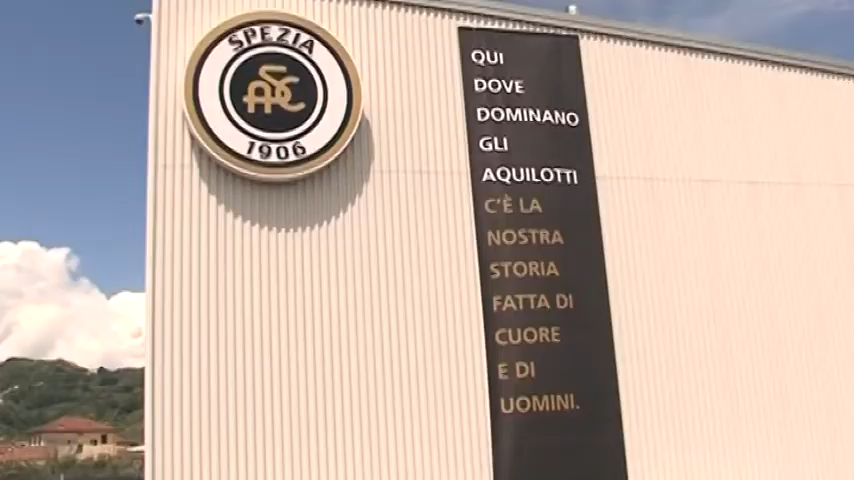 SPEZIA
ASC
1906
QUI
DOVE
DOMINANO
GLI
AQUILOTTI
C'È LA
NOSTRA
STORIA
FATTA DI
CUORE
E DI
UOMINI.